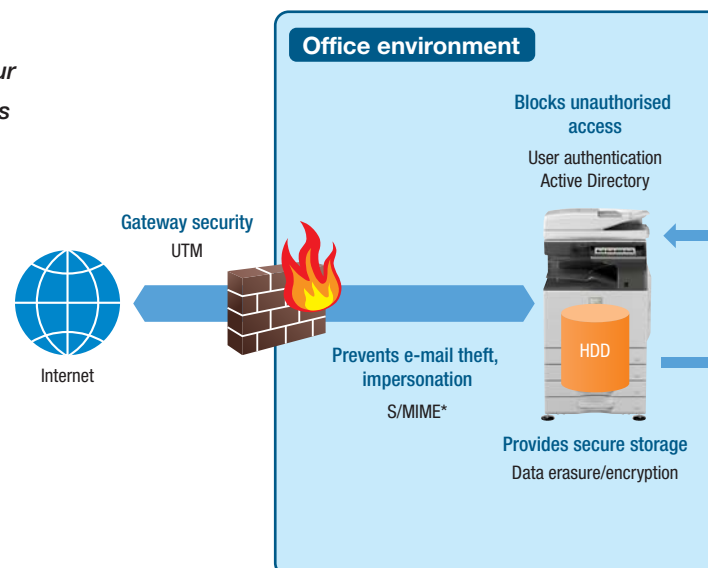 ur
s
Office environment
Blocks unauthorised
access
User authentication
Active Directory
Gateway security
UTM
Internet
Prevents e-mail theft,
impersonation
S/MIME*
HDD
Provides secure storage
Data erasure/encryption